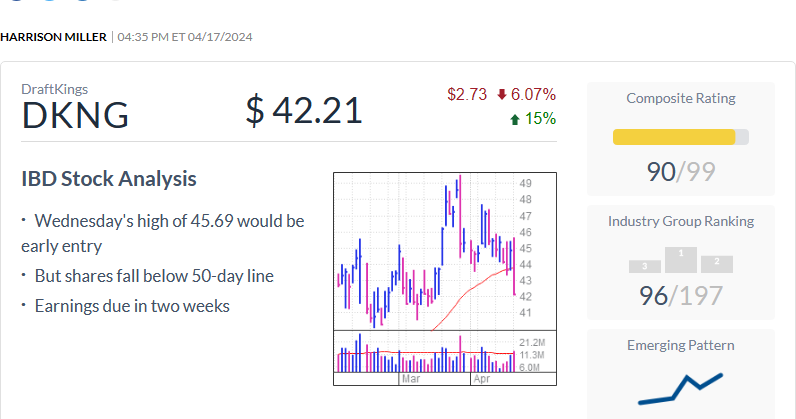 HARRISON MILLER | 04:35 PM ET 04/17/2024
DraftKings
DKNG
$ 42.21
$2.73 6.07%
15%
IBD Stock Analysis
• Wednesday's high of 45.69 would be
early entry
• But shares fall below 50-day line
• Earnings due in two weeks
49
48
47
46
45
44
43
42
41
21.2M
11.3M
6.0M
Mar Apr
Composite Rating
90/99
Industry Group Ranking
3 1 2
96/197
Emerging Pattern